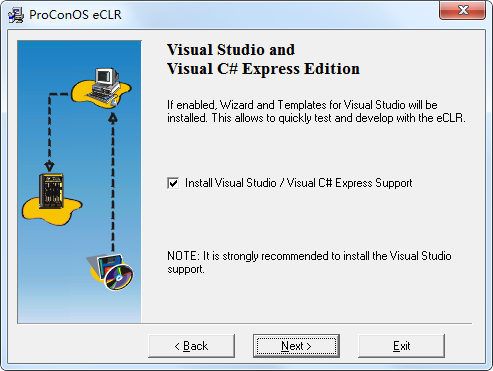 ProConOS eCLR
Visual Studio and
Visual C# Express Edition
If enabled, Wizard and Templates for Visual Studio will be
installed. This allows to quickly test and develop with the eCLR.
Install Visual Studio / Visual C# Express Support
NOTE: It is strongly recommended to install the Visual Studio
support.
< Back
Next >
Exit